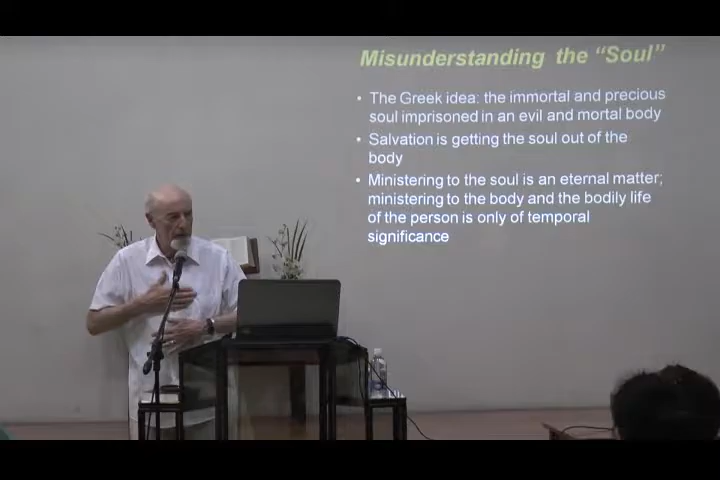 Misunderstanding the “Soul”
• The Greek idea: the immortal and precious
soul imprisoned in an evil and mortal body
• Salvation is getting the soul out of the
body
• Ministering to the soul is an eternal matter;
ministering to the body and the bodily life
of the person is only of temporal
significance